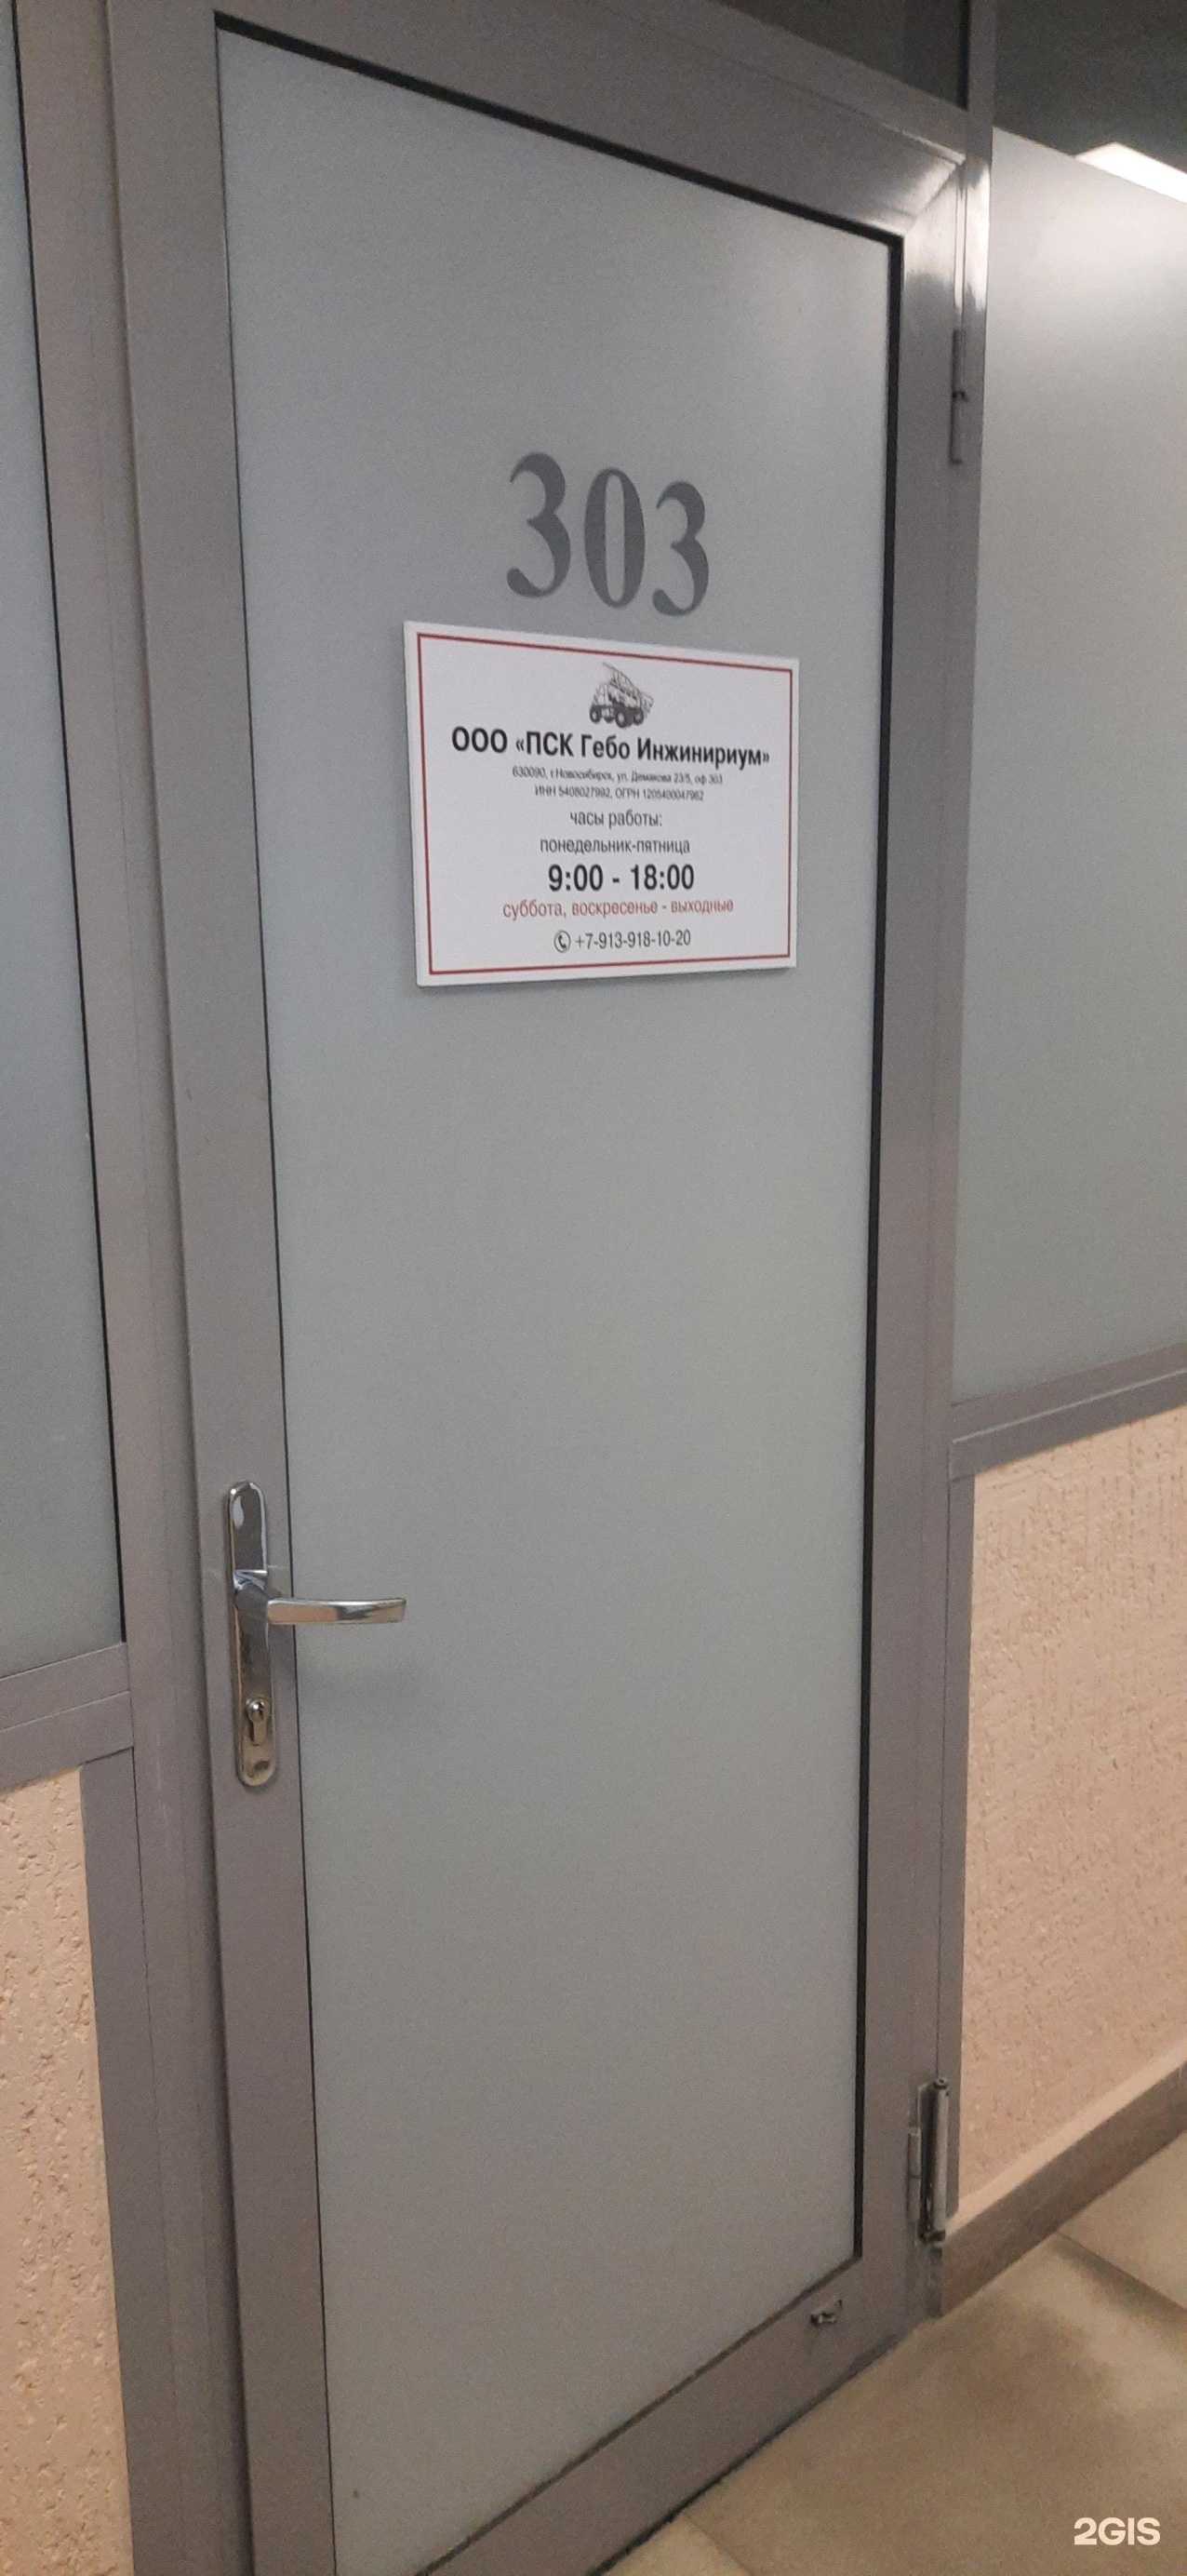 303
ООО «ПСК Гебо Инжинириум»
630090, г.Новосибирск, ул. Демакова 23/5, оф 303
ИНН 5408027992, ОГРН 1205400047962
часы работы:
понедельник-пятница
9:00 - 18:00
суббота, воскресенье - выходные
+7-913-918-10-20
2GIS